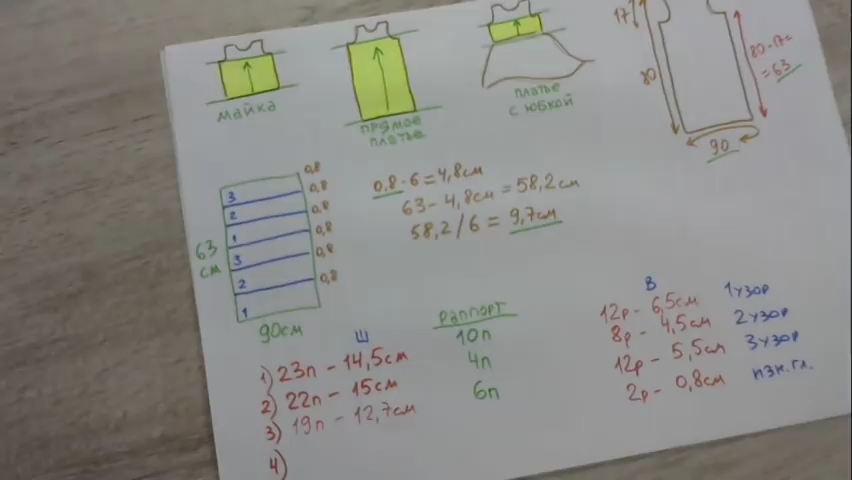 МАЙКА
ПРЯМОЕ
ПЛАТЬЕ
ПЛАТЬЕ
С ЮБКОЙ
17
80
80-17=
=63
90
0,8
3 0,8
2 0,8
1 0,8
3 0,8
2 0,8
1
63
СМ
90см
0,8·6=4,8см
63-4,8см=58,2см
58,2/6=9,7см
Ш
1) 23п - 14,5см
2) 22п - 15см
3) 19п - 12,7см
4)
РАППОРТ
10п
4п
6п
В
12р - 6,5см 1узор
8р - 4,5см 2узор
12р - 5,5см 3узор
2р - 0,8см изн.гл.